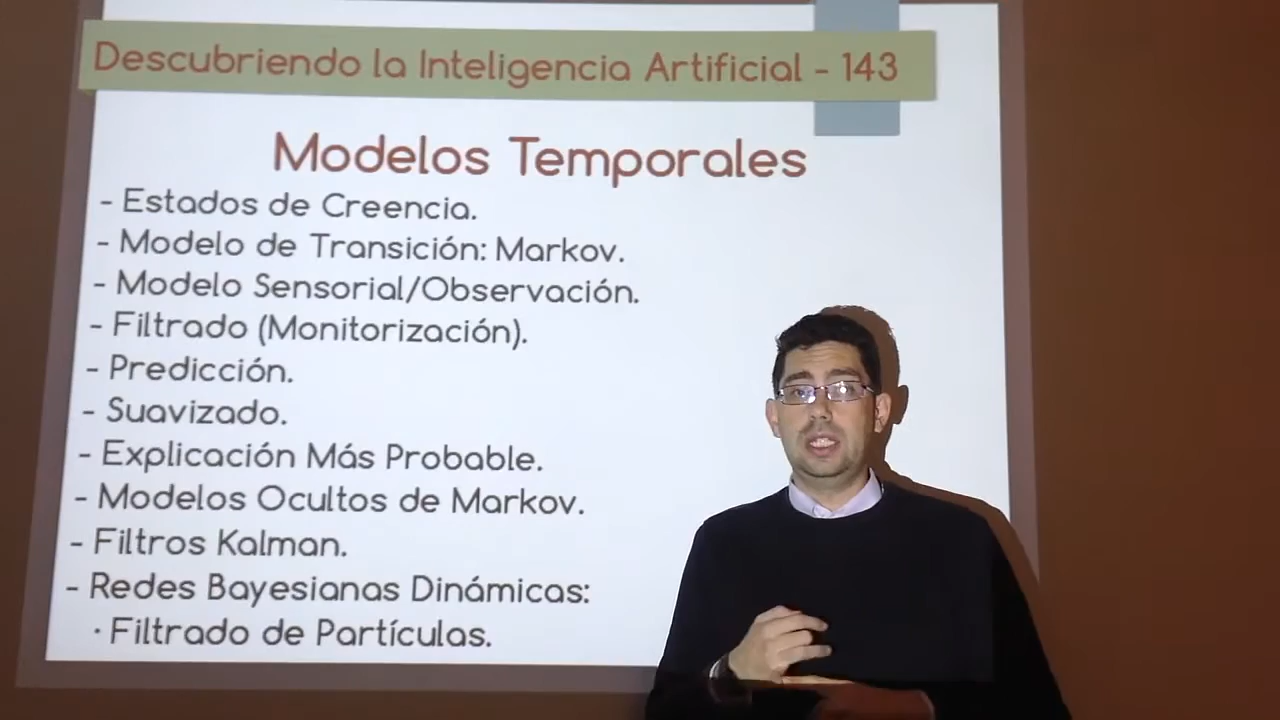 Descubriendo la Inteligencia Artificial - 143
Modelos Temporales
- Estados de Creencia.
- Modelo de Transición: Markov.
- Modelo Sensorial/Observación.
- Filtrado (Monitorización).
- Predicción.
- Suavizado.
- Explicación Más Probable.
- Modelos Ocultos de Markov.
- Filtros Kalman.
- Redes Bayesianas Dinámicas:
· Filtrado de Partículas.